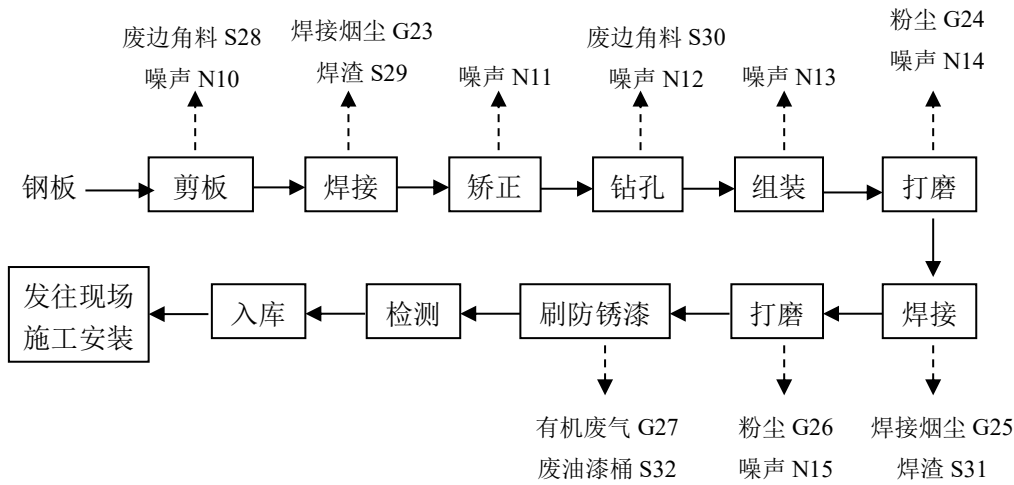 废边角料 S28
噪声 N10
焊接烟尘 G23
焊渣 S29
噪声 N11
废边角料 S30
噪声 N12
噪声 N13
粉尘 G24
噪声 N14
钢板
剪板
焊接
矫正
钻孔
组装
打磨
发往现场
施工安装
入库
检测
刷防锈漆
打磨
焊接
有机废气 G27
废油漆桶 S32
粉尘 G26
噪声 N15
焊接烟尘 G25
焊渣 S31